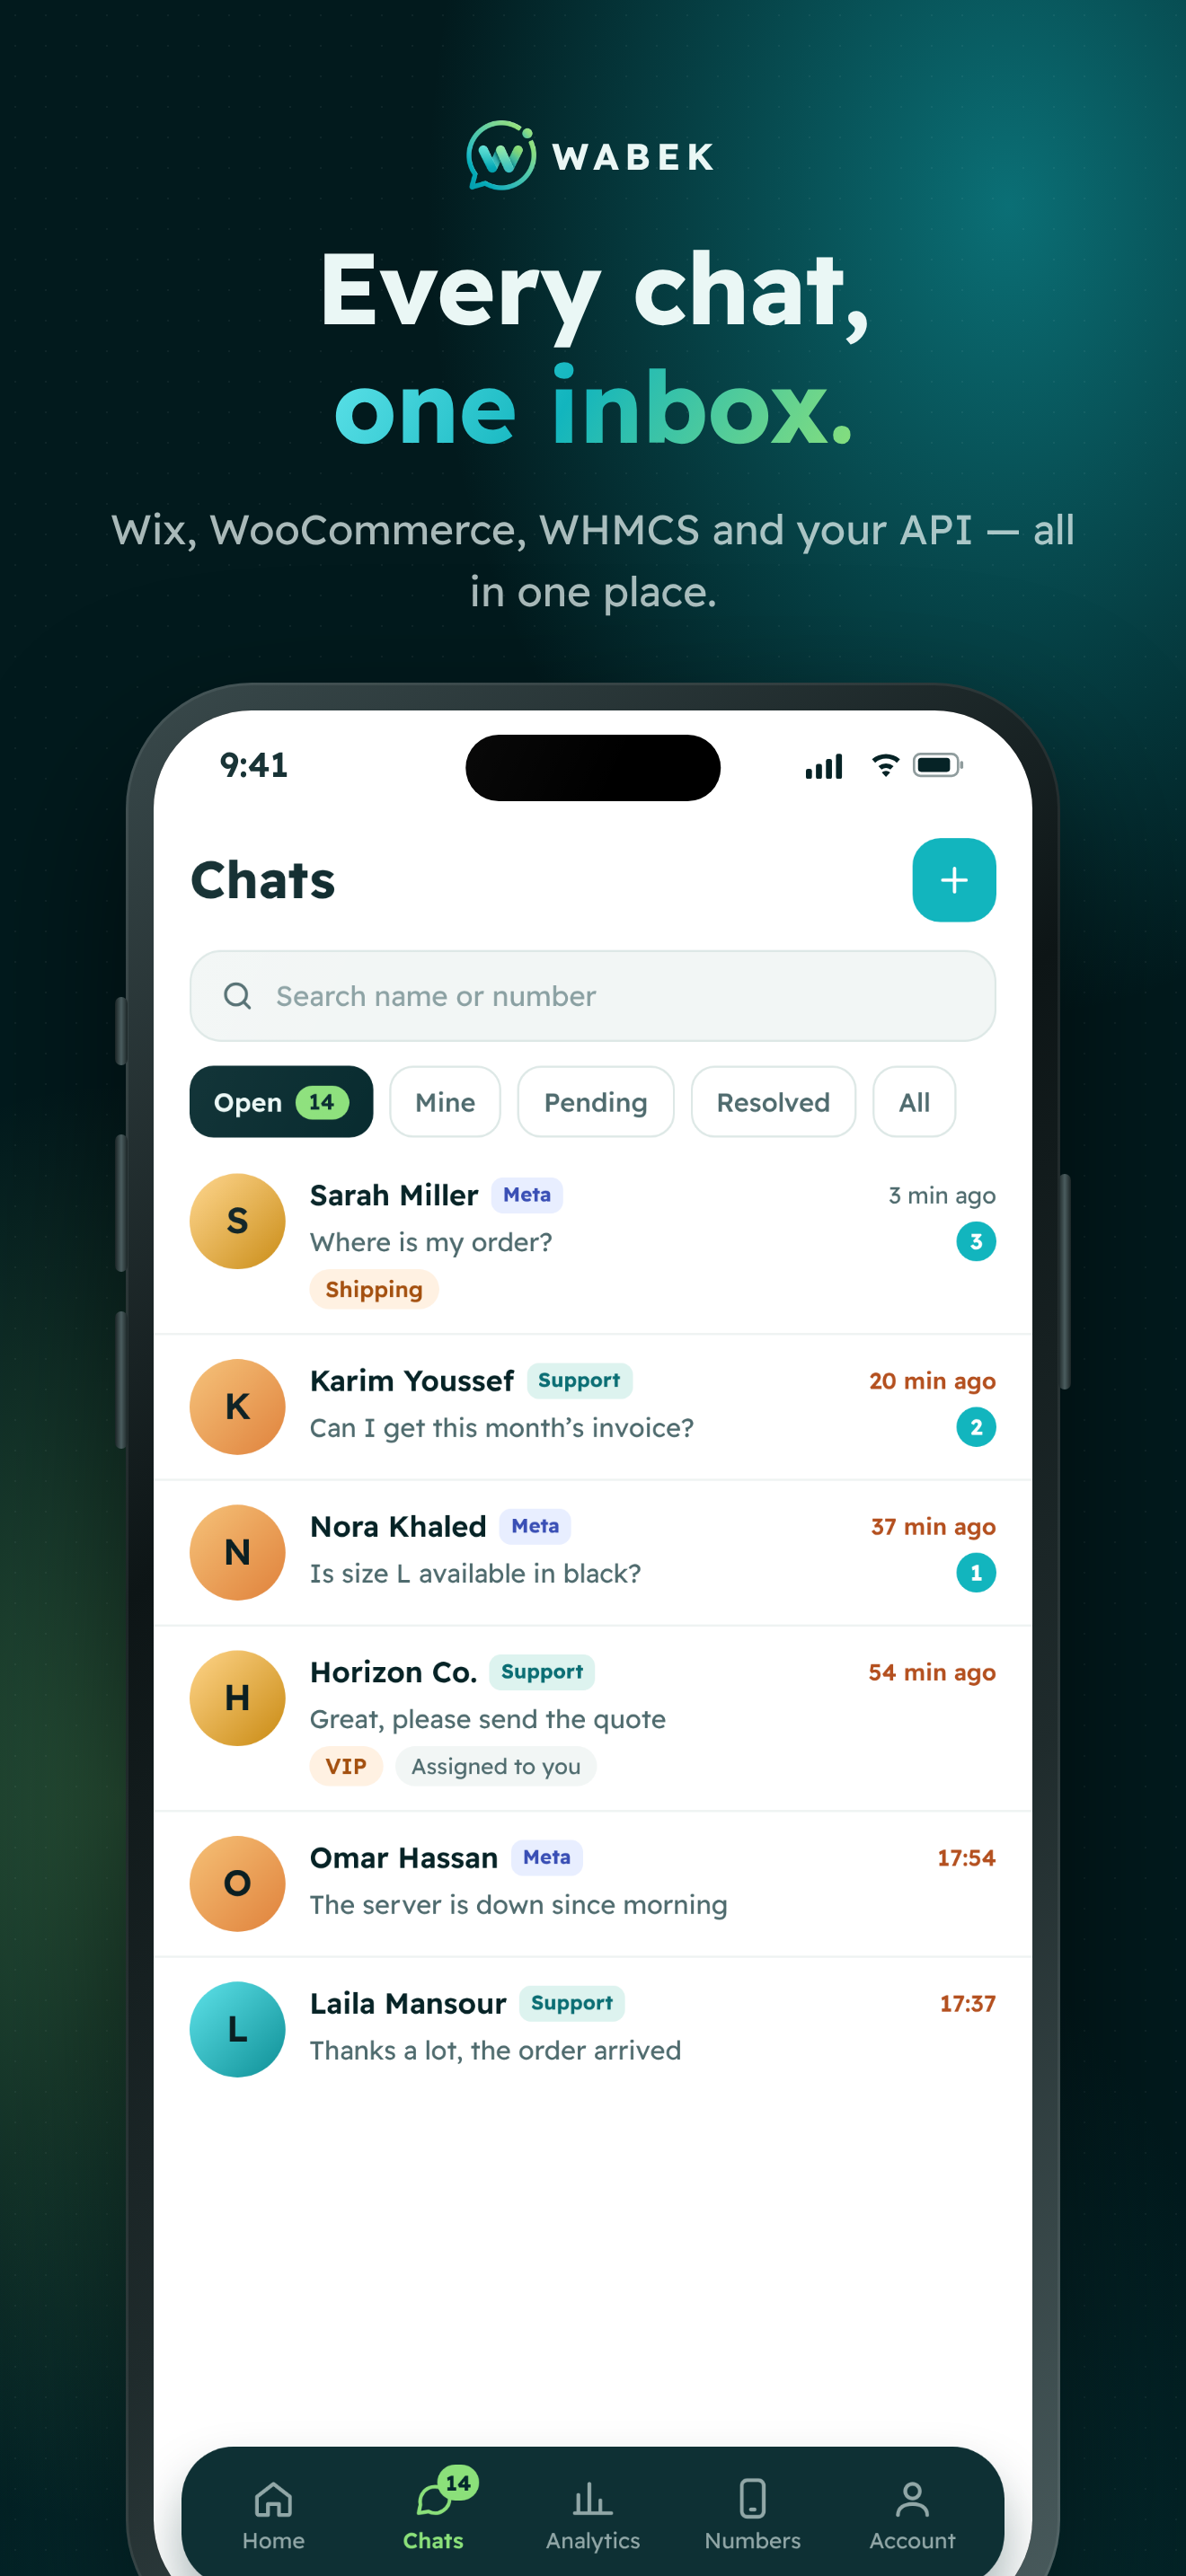 WABEK
Every chat,
one inbox.
Wix, WooCommerce, WHMCS and your API — all
in one place.
9:41
Chats
Search name or number
Open 14 Mine Pending Resolved All
S
Sarah Miller Meta 3 min ago
Where is my order? 3
Shipping
K
Karim Youssef Support 20 min ago
Can I get this month’s invoice? 2
N
Nora Khaled Meta 37 min ago
Is size L available in black? 1
H
Horizon Co. Support 54 min ago
Great, please send the quote
VIP Assigned to you
O
Omar Hassan Meta 17:54
The server is down since morning
L
Laila Mansour Support 17:37
Thanks a lot, the order arrived
14
Home Chats Analytics Numbers Account